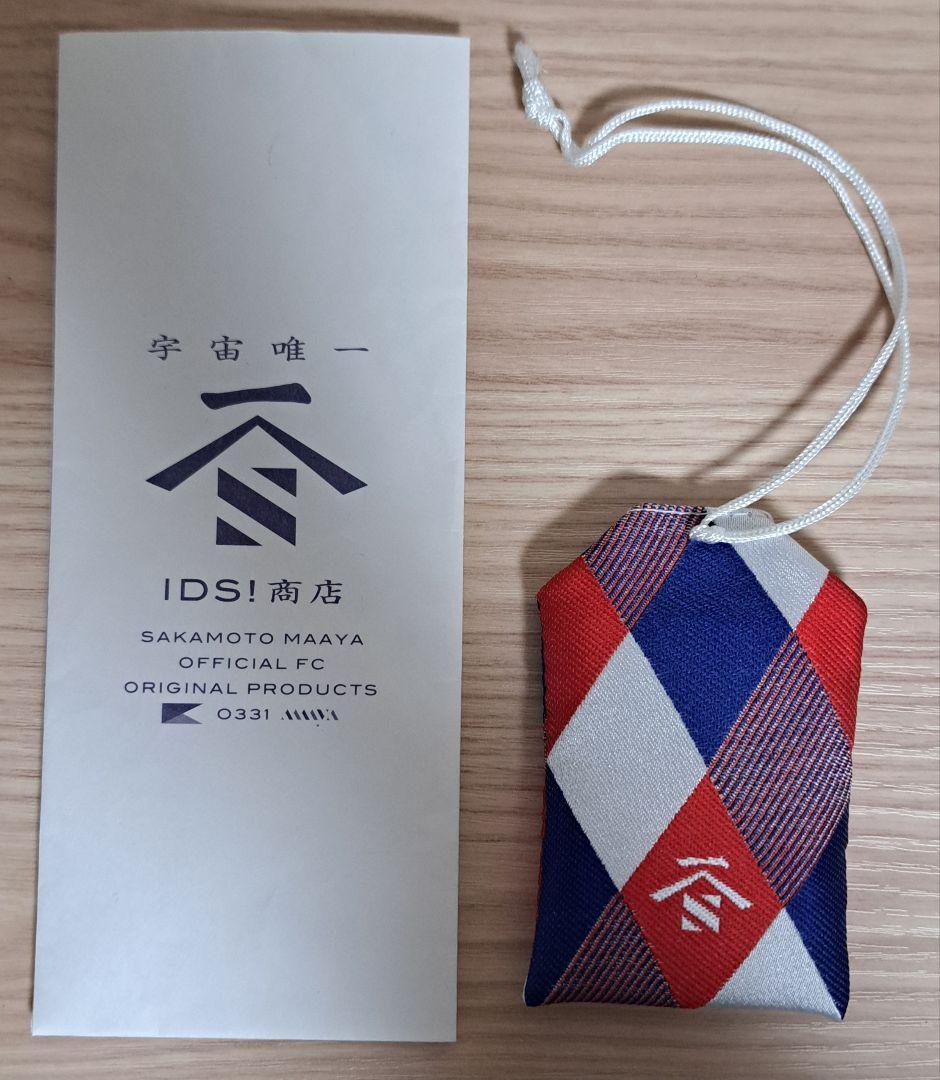 宇宙唯一
IDS!商店
SAKAMOTO MAAYA
OFFICIAL FC
ORIGINAL PRODUCTS
0331 MAAYA